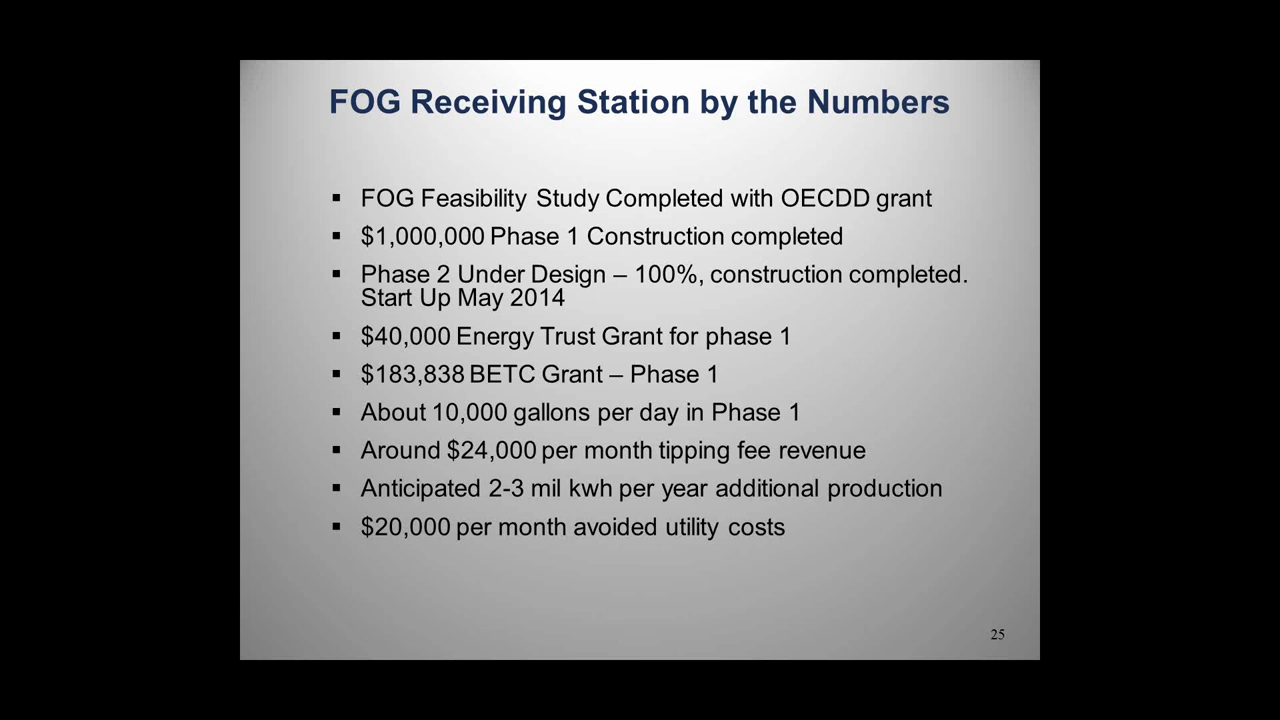 FOG Receiving Station by the Numbers
▪ FOG Feasibility Study Completed with OECDD grant
▪ $1,000,000 Phase 1 Construction completed
▪ Phase 2 Under Design – 100%, construction completed.
Start Up May 2014
▪ $40,000 Energy Trust Grant for phase 1
▪ $183,838 BETC Grant – Phase 1
▪ About 10,000 gallons per day in Phase 1
▪ Around $24,000 per month tipping fee revenue
▪ Anticipated 2-3 mil kwh per year additional production
▪ $20,000 per month avoided utility costs
25